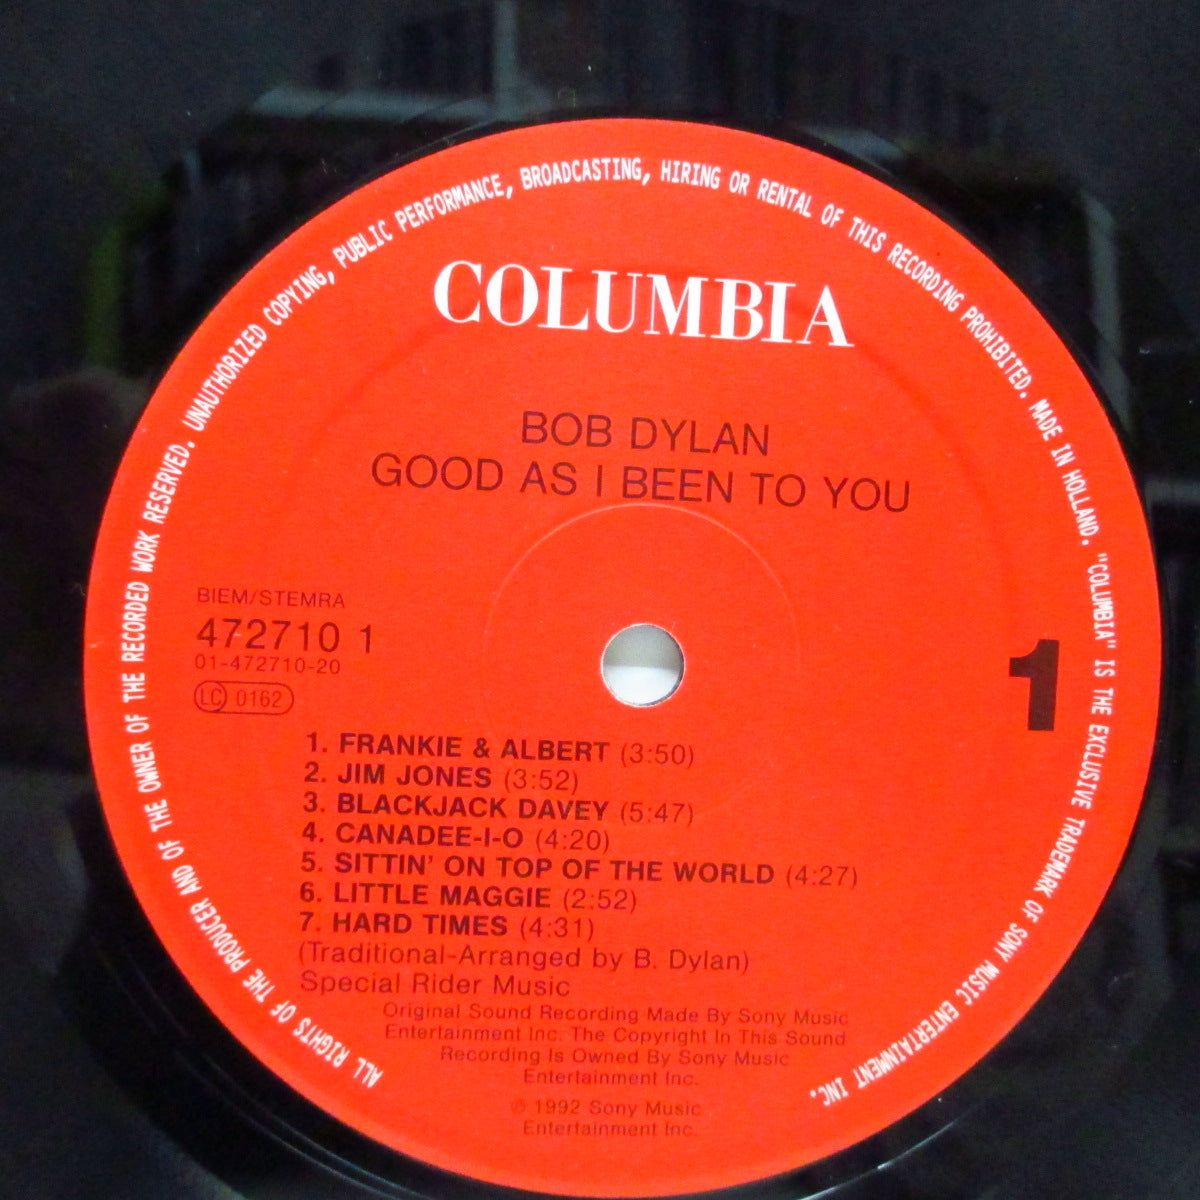 ALL RIGHTS OF THE PRODUCER AND OF THE OWNER OF THE RECORDED WORK RESERVED. UNAUTHORIZED COPYING, PUBLIC PERFORMANCE, BROADCASTING, HIRING OR RENTAL OF THIS RECORDING PROHIBITED. MADE IN HOLLAND. "COLUMBIA" IS THE EXCLUSIVE TRADEMARK OF SONY MUSIC ENTERTAINMENT INC.
COLUMBIA
BOB DYLAN
GOOD AS I BEEN TO YOU
BIEM/STEMRA
472710 1
01-472710-20
LC 0162
1
1. FRANKIE & ALBERT (3:50)
2. JIM JONES (3:52)
3. BLACKJACK DAVEY (5:47)
4. CANADEE-I-O (4:20)
5. SITTIN' ON TOP OF THE WORLD (4:27)
6. LITTLE MAGGIE (2:52)
7. HARD TIMES (4:31)
(Traditional-Arranged by B. Dylan)
Special Rider Music
Original Sound Recording Made By Sony Music
Entertainment Inc. The Copyright In This Sound
Recording Is Owned By Sony Music
Entertainment Inc.
℗ 1992 Sony Music
Entertainment Inc.